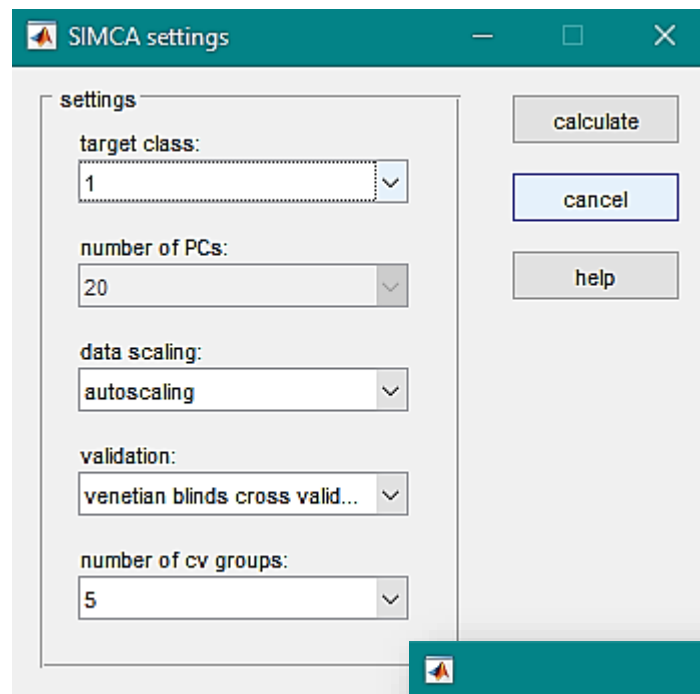 SIMCA settings
settings
target class:
1
number of PCs:
20
data scaling:
autoscaling
validation:
venetian blinds cross valid...
number of cv groups:
5
calculate
cancel
help